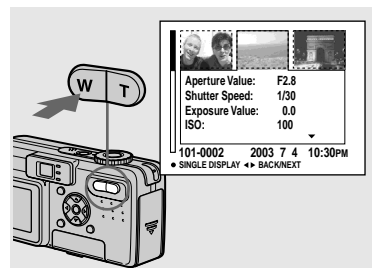 W T
Aperture Value: F2.8
Shutter Speed: 1/30
Exposure Value: 0.0
ISO: 100
101-0002 2003 7 4 10:30PM
● SINGLE DISPLAY ◄► BACK/NEXT